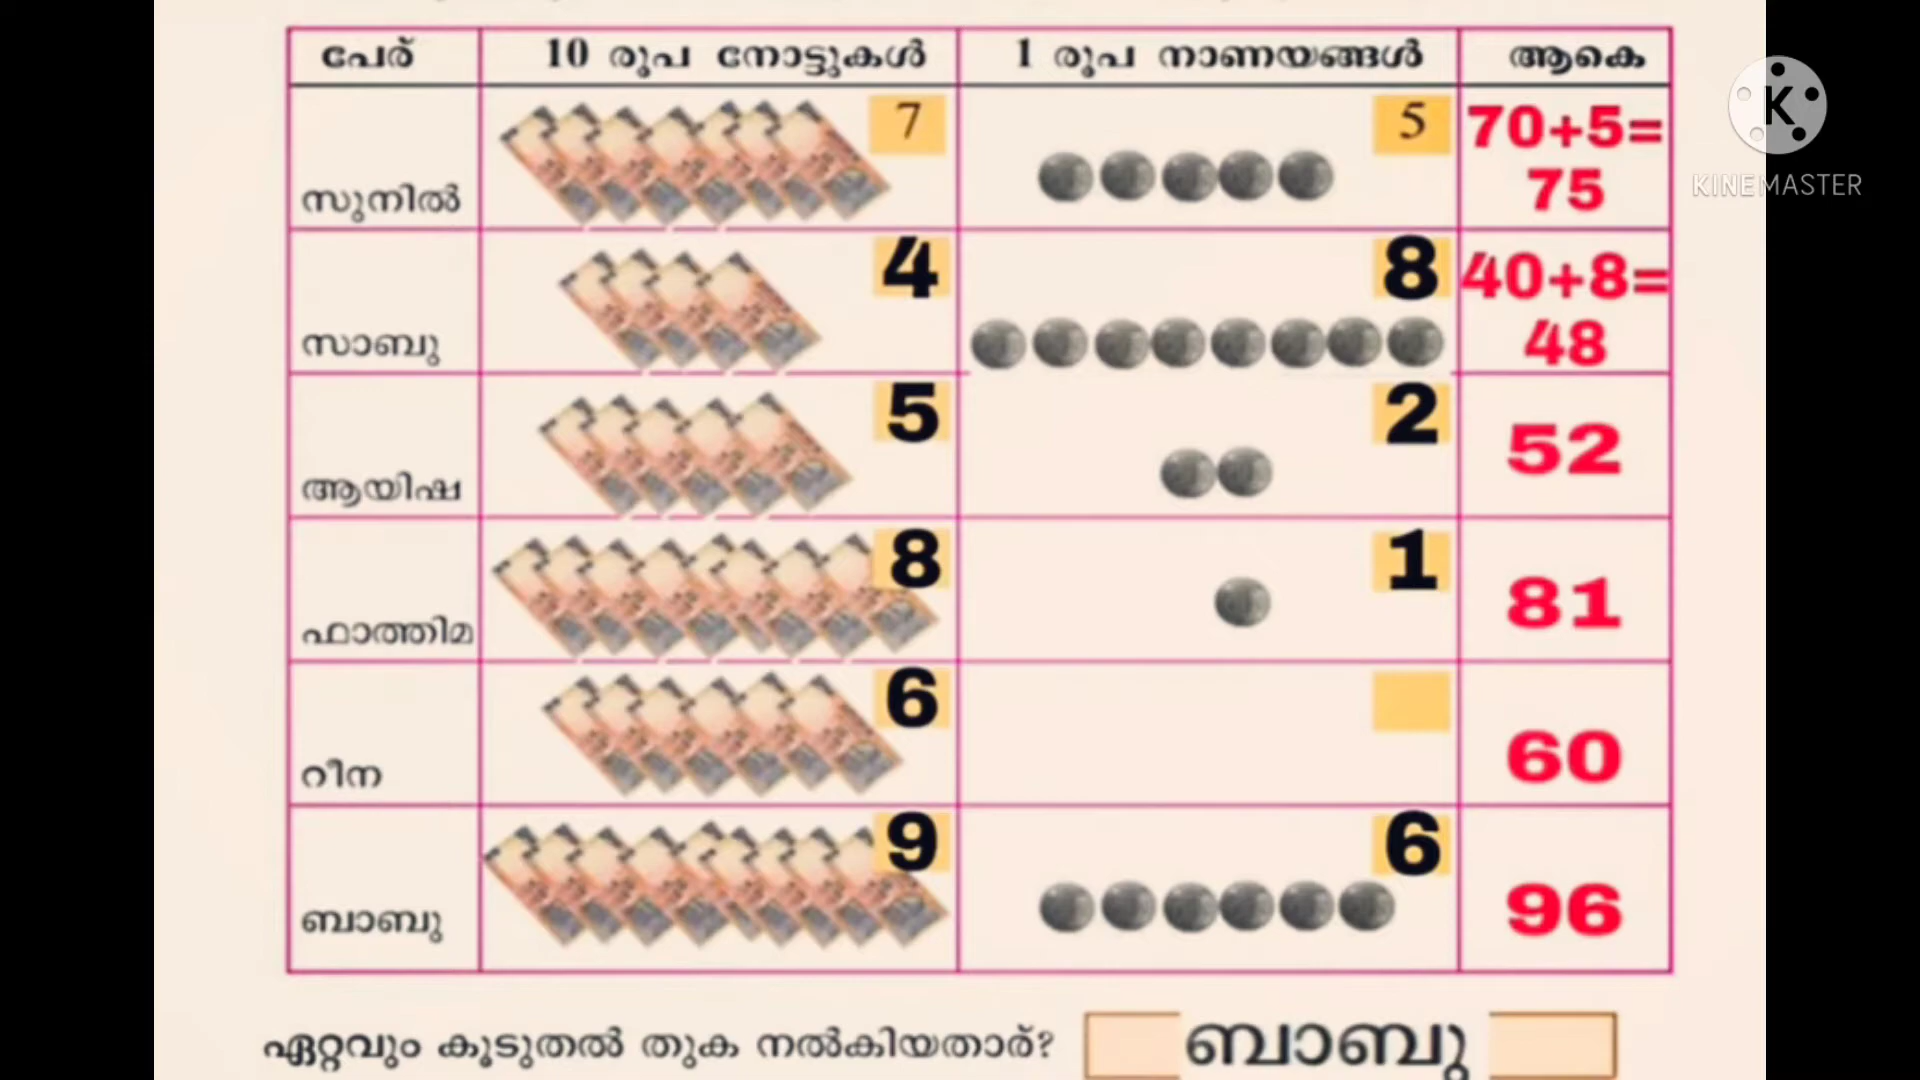 പേര് 10 രൂപ നോട്ടുകൾ 1 രൂപ നാണയങ്ങൾ ആകെ
സുനിൽ 7 5 70+5=
75
സാബു 4 8 40+8=
48
ആയിഷ 5 2 52
ഫാത്തിമ 8 1 81
റീന 6 60
ബാബു 9 6 96
ഏറ്റവും കൂടുതൽ തുക നൽകിയതാര്? ബാബു
K
KINEMASTER